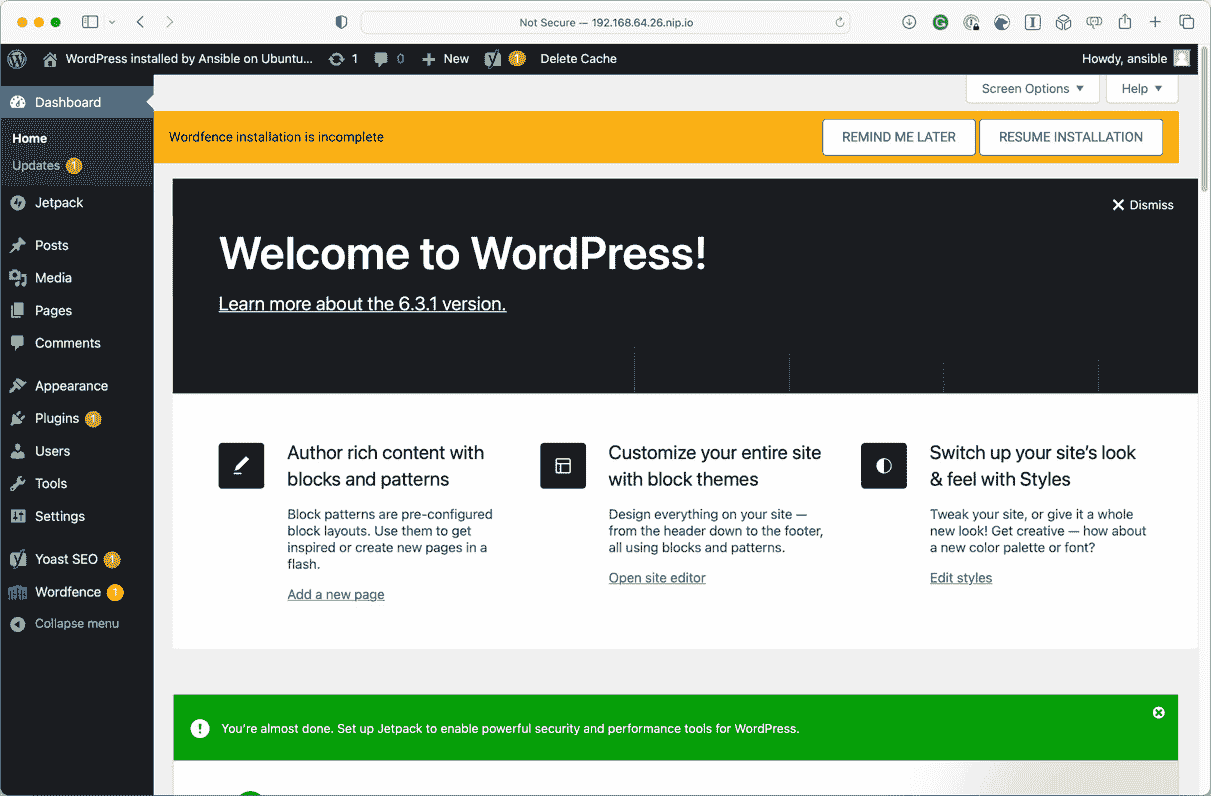 Not Secure — 192.168.64.26.nip.io
WordPress installed by Ansible on Ubuntu... 1 0 New 1 Delete Cache Howdy, ansible
Screen Options Help
Dashboard
Home
Updates 1
Jetpack
Posts
Media
Pages
Comments
Appearance
Plugins 1
Users
Tools
Settings
Yoast SEO 1
Wordfence 1
Collapse menu
Wordfence installation is incomplete REMIND ME LATER RESUME INSTALLATION
Dismiss
Welcome to WordPress!
Learn more about the 6.3.1 version.
Author rich content with
blocks and patterns
Block patterns are pre-configured
block layouts. Use them to get
inspired or create new pages in a
flash.
Add a new page
Customize your entire site
with block themes
Design everything on your site —
from the header down to the footer,
all using blocks and patterns.
Open site editor
Switch up your site’s look
& feel with Styles
Tweak your site, or give it a whole
new look! Get creative — how about
a new color palette or font?
Edit styles
You’re almost done. Set up Jetpack to enable powerful security and performance tools for WordPress.